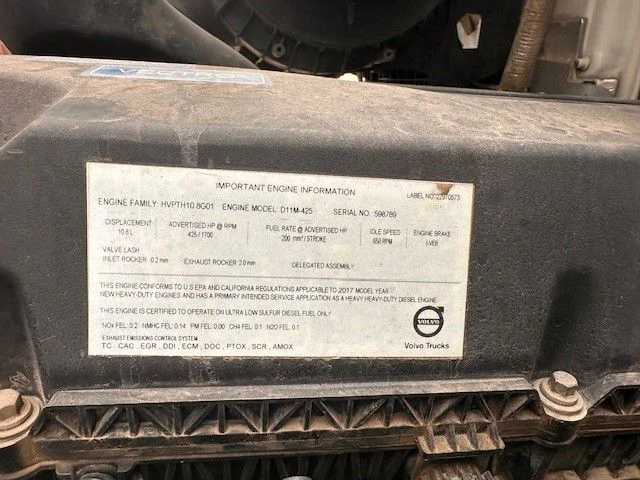 IMPORTANT ENGINE INFORMATION
LABEL NO. 22970573
ENGINE FAMILY: HVPTH10.8G01 ENGINE MODEL: D11M-425 SERIAL NO: 598789
DISPLACEMENT ADVERTISED HP @ RPM FUEL RATE @ ADVERTISED HP IDLE SPEED ENGINE BRAKE
10.8 L 425 / 1700 200 mm³ / STROKE 650 RPM I-VEB
VALVE LASH
INLET ROCKER 0.2 mm EXHAUST ROCKER 2.0 mm DELEGATED ASSEMBLY
THIS ENGINE CONFORMS TO U.S EPA AND CALIFORNIA REGULATIONS APPLICABLE TO 2017 MODEL YEAR
NEW HEAVY-DUTY ENGINES AND HAS A PRIMARY INTENDED SERVICE APPLICATION AS A HEAVY HEAVY-DUTY DIESEL ENGINE
THIS ENGINE IS CERTIFIED TO OPERATE ON ULTRA LOW SULFUR DIESEL FUEL ONLY.
NOx FEL: 0.2 NMHC FEL: 0.14 PM FEL: 0.00 CH4 FEL: 0.1 N2O FEL: 0.1
EXHAUST EMISSIONS CONTROL SYSTEM
TC , CAC , EGR , DDI , ECM , DOC , PTOX , SCR , AMOX
VOLVO
Volvo Trucks